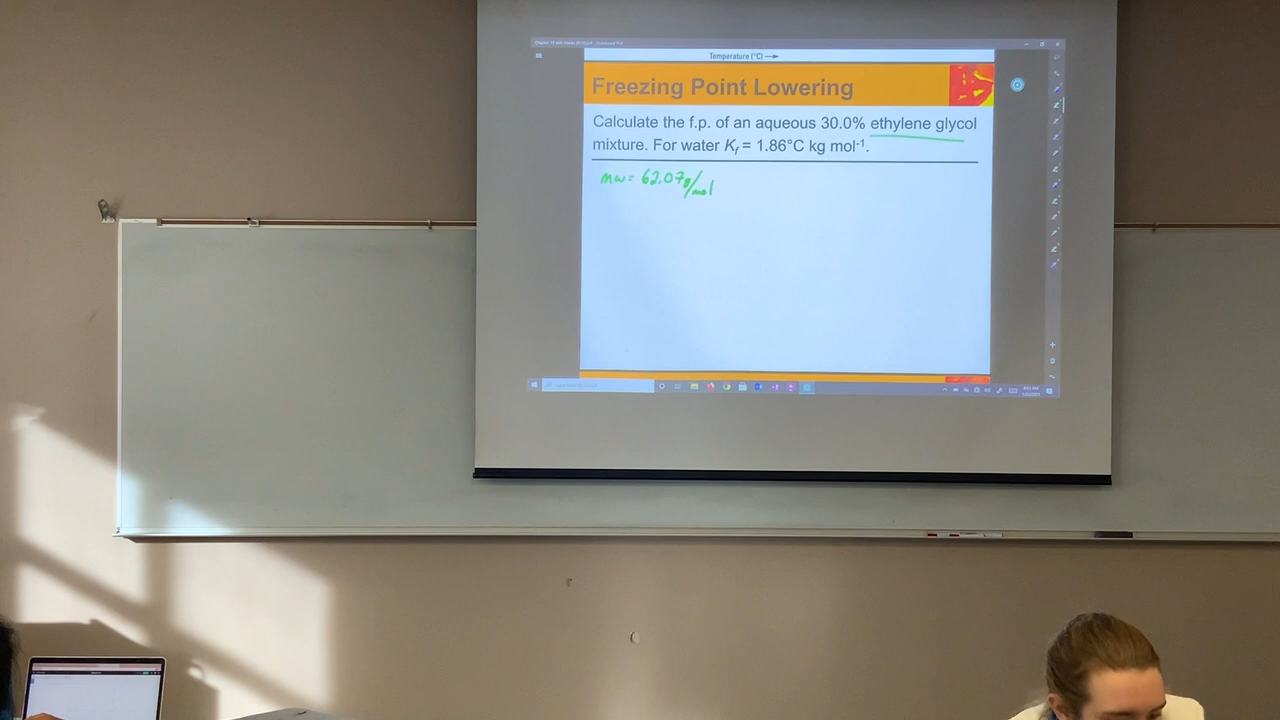 Temperature (°C)
Freezing Point Lowering
Calculate the f.p. of an aqueous 30.0% ethylene glycol
mixture. For water Kf = 1.86°C kg mol-1.
mw= 62.07g/mol